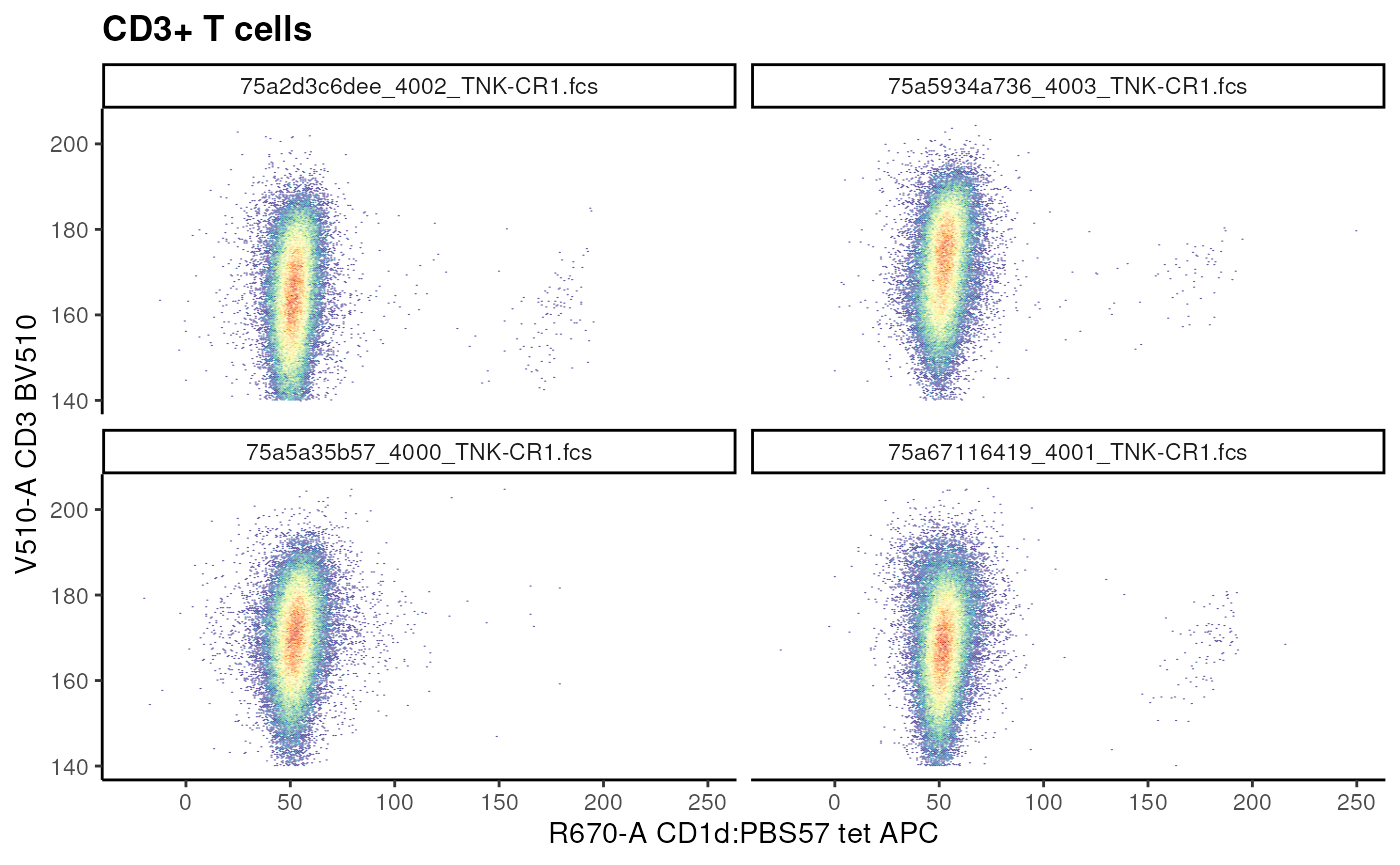 CD3+ T cells
75a2d3c6dee_4002_TNK-CR1.fcs
75a5934a736_4003_TNK-CR1.fcs
200
180
160
140
75a5a35b57_4000_TNK-CR1.fcs
75a67116419_4001_TNK-CR1.fcs
200
180
160
140
V510-A CD3 BV510
0 50 100 150 200 250
0 50 100 150 200 250
R670-A CD1d:PBS57 tet APC